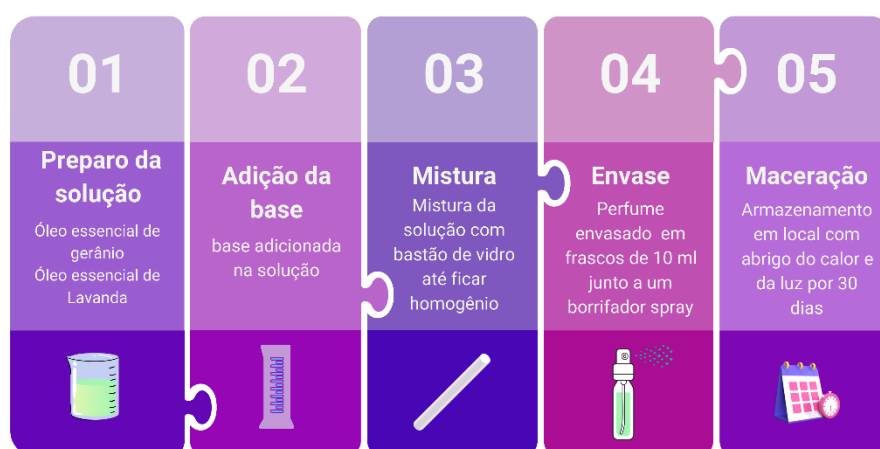 01
Preparo da
solução
Óleo essencial de
gerânio
Óleo essencial de
Lavanda
02
Adição da
base
base adicionada
na solução
03
Mistura
Mistura da
solução com
bastão de vidro
até ficar
homogênio
04
Envase
Perfume
envasado em
frascos de 10 ml
junto a um
borrifador spray
05
Maceração
Armazenamento
em local com
abrigo do calor e
da luz por 30
dias